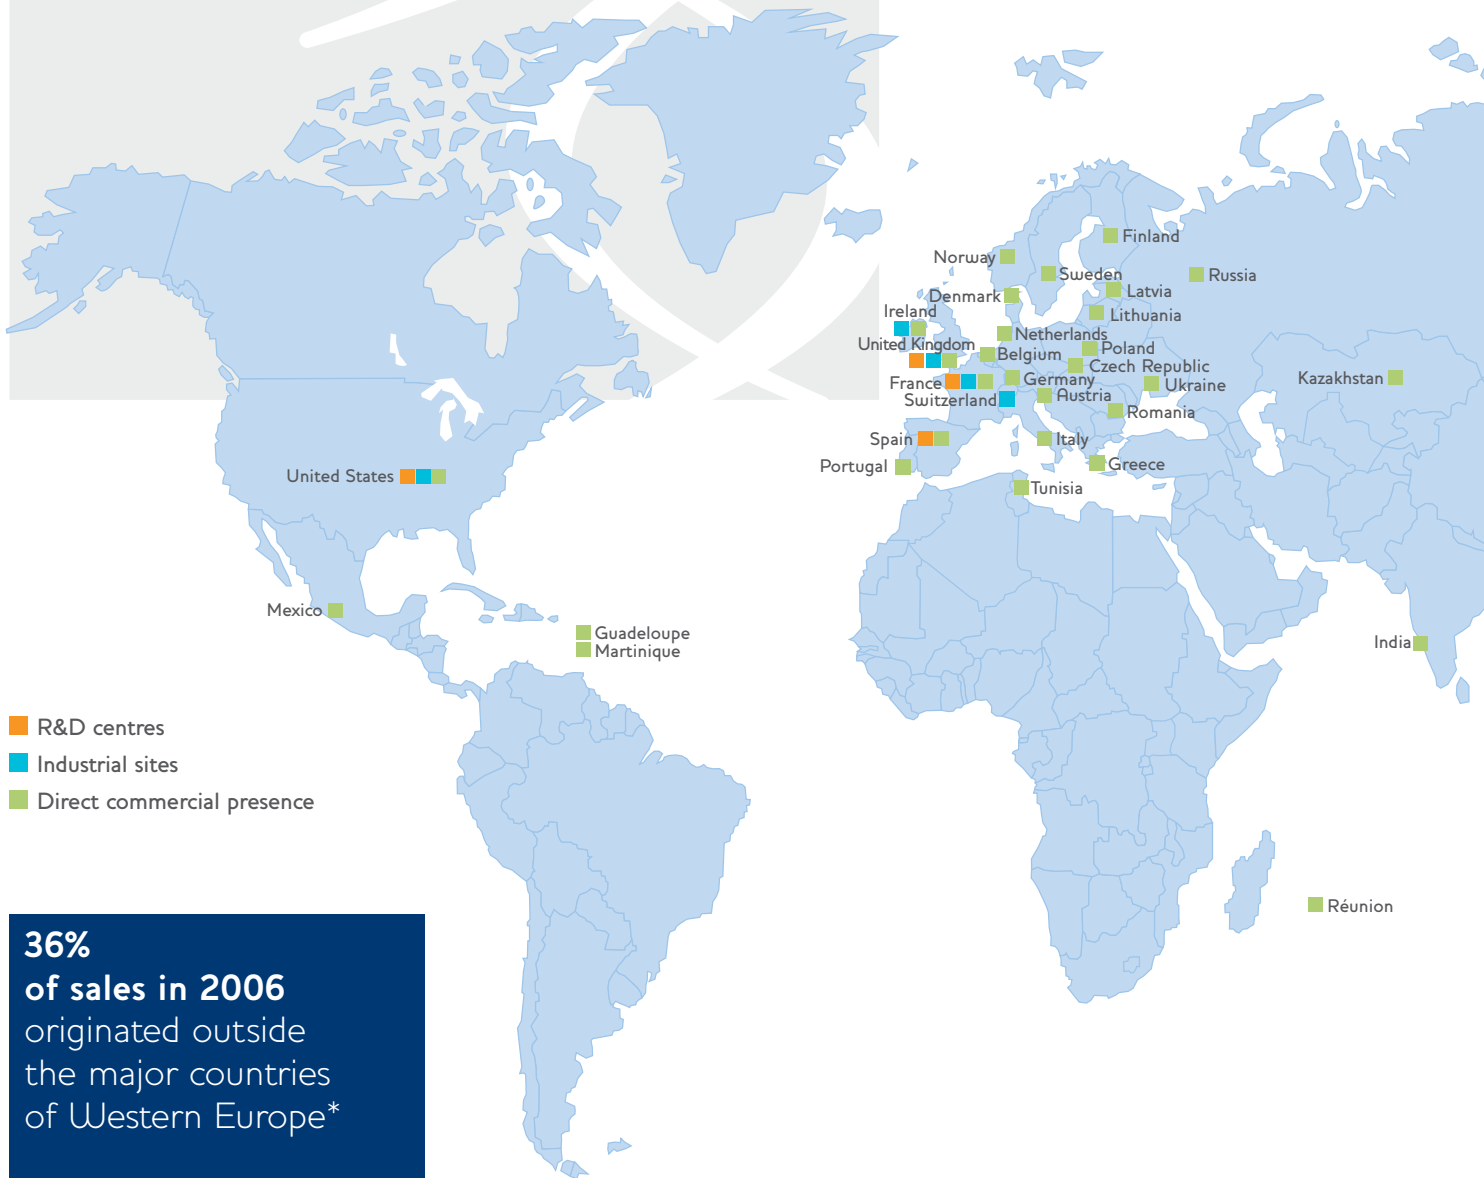 Finland
Norway
Sweden
Russia
Denmark
Latvia
Ireland
Lithuania
Netherlands
United Kingdom
Belgium
Poland
Czech Republic
France
Germany
Ukraine
Kazakhstan
Switzerland
Austria
Romania
Spain
Italy
Portugal
Greece
United States
Tunisia
Mexico
Guadeloupe
Martinique
India
R&D centres
Industrial sites
Direct commercial presence
Réunion
36%
of sales in 2006
originated outside
the major countries
of Western Europe*